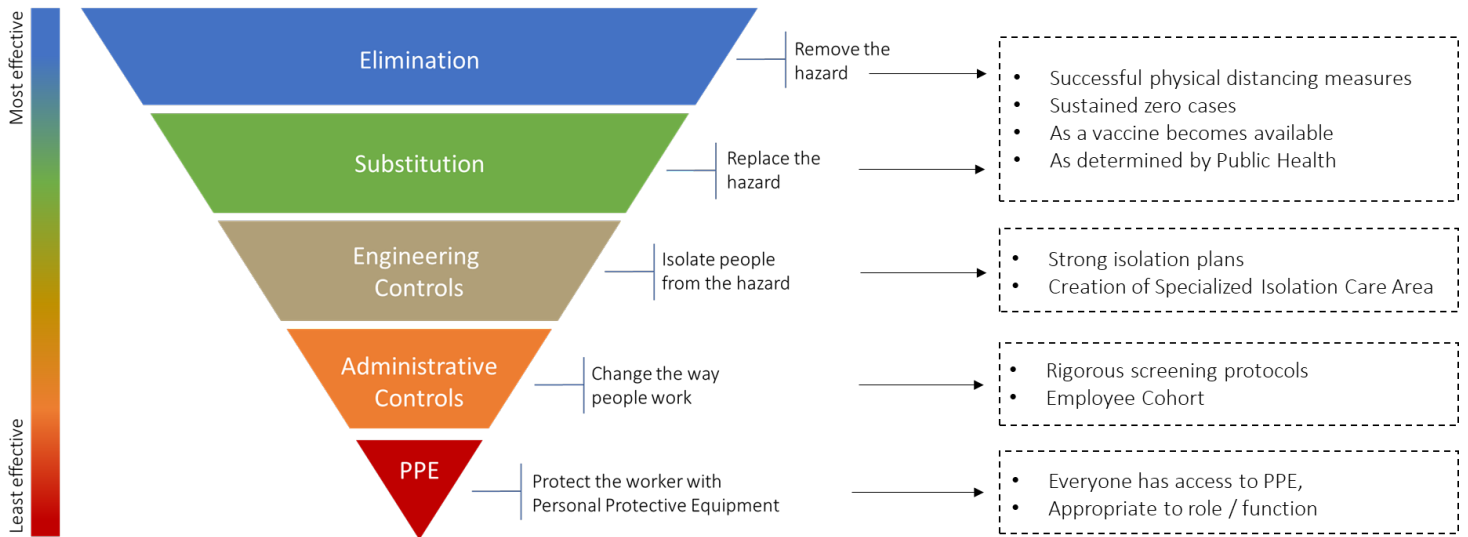 Most effective
Least effective
Elimination
Remove the
hazard
• Successful physical distancing measures
• Sustained zero cases
• As a vaccine becomes available
• As determined by Public Health
Substitution
Replace the
hazard
Engineering
Controls
Isolate people
from the hazard
• Strong isolation plans
• Creation of Specialized Isolation Care Area
Administrative
Controls
Change the way
people work
• Rigorous screening protocols
• Employee Cohort
PPE
Protect the worker with
Personal Protective Equipment
• Everyone has access to PPE,
• Appropriate to role / function